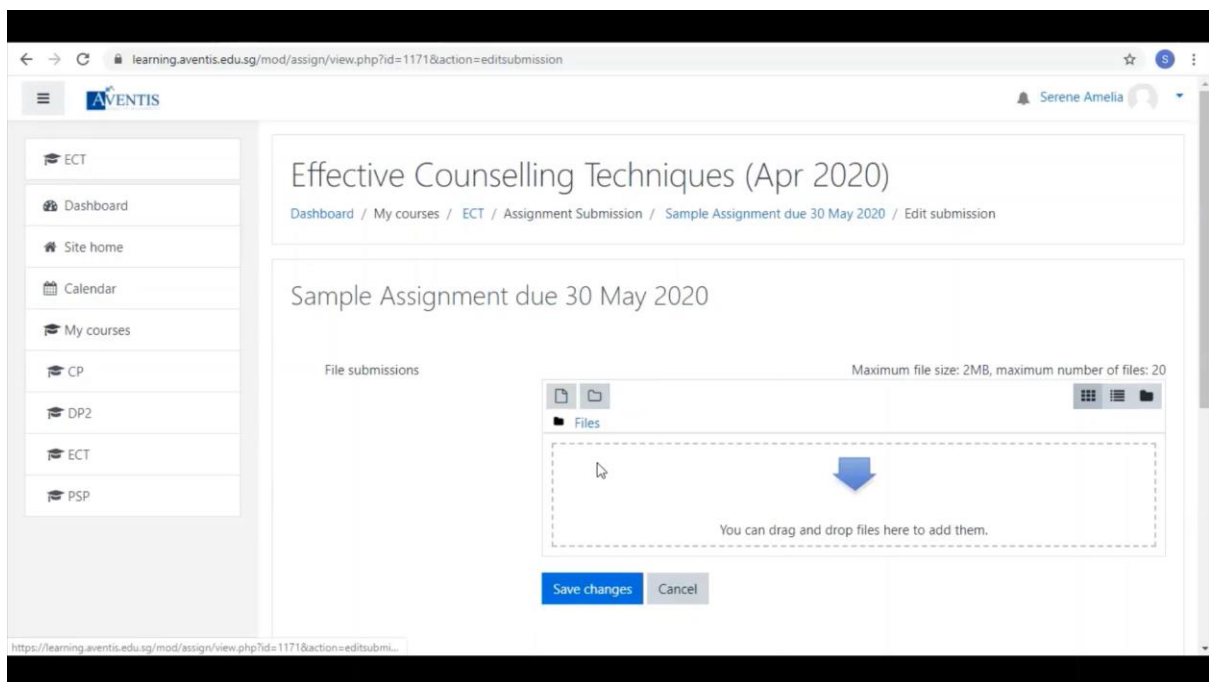 learning.aventis.edu.sg/mod/assign/view.php?id=1171&action=editsubmission
S
AVENTIS
Serene Amelia
ECT
Dashboard
Site home
Calendar
My courses
CP
DP2
ECT
PSP
Effective Counselling Techniques (Apr 2020)
Dashboard / My courses / ECT / Assignment Submission / Sample Assignment due 30 May 2020 / Edit submission
Sample Assignment due 30 May 2020
File submissions
Maximum file size: 2MB, maximum number of files: 20
Files
You can drag and drop files here to add them.
Save changes Cancel
https://learning.aventis.edu.sg/mod/assign/view.php?id=1171&action=editsubmi...